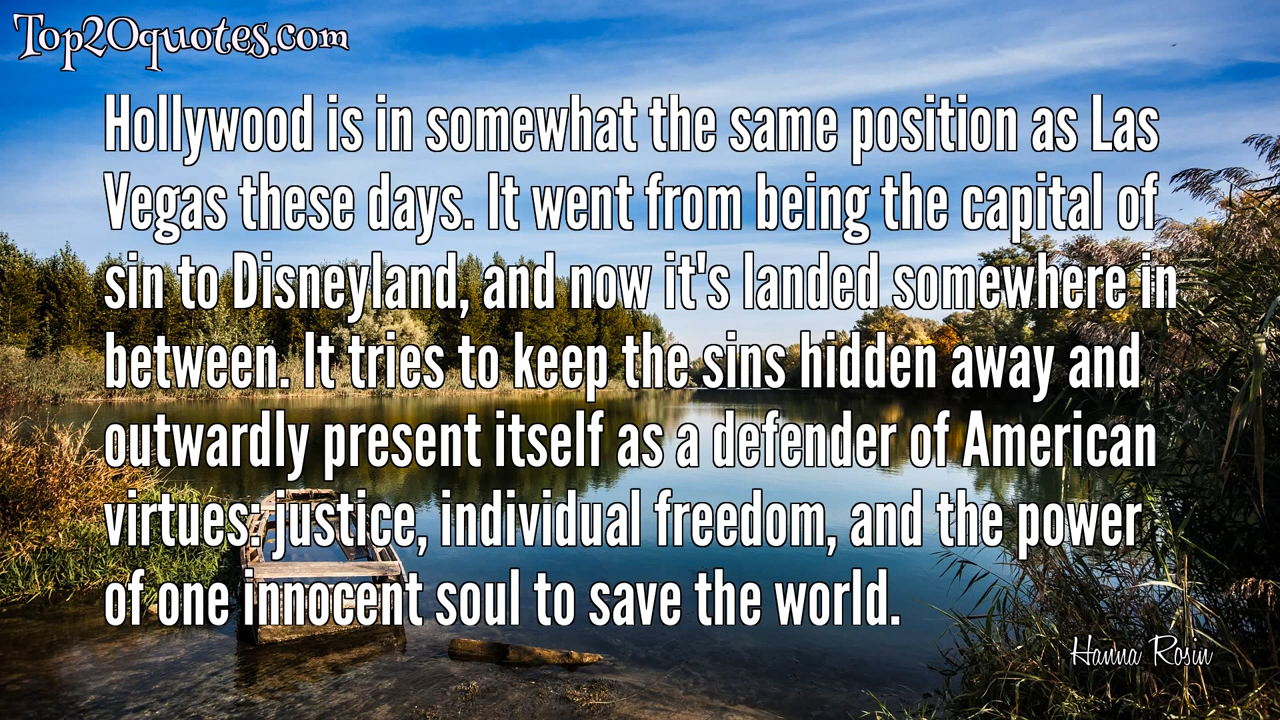 Top20quotes.com
Hollywood is in somewhat the same position as Las
Vegas these days. It went from being the capital of
sin to Disneyland, and now it's landed somewhere in
between. It tries to keep the sins hidden away and
outwardly present itself as a defender of American
virtues: justice, individual freedom, and the power
of one innocent soul to save the world.
Hanna Rosin